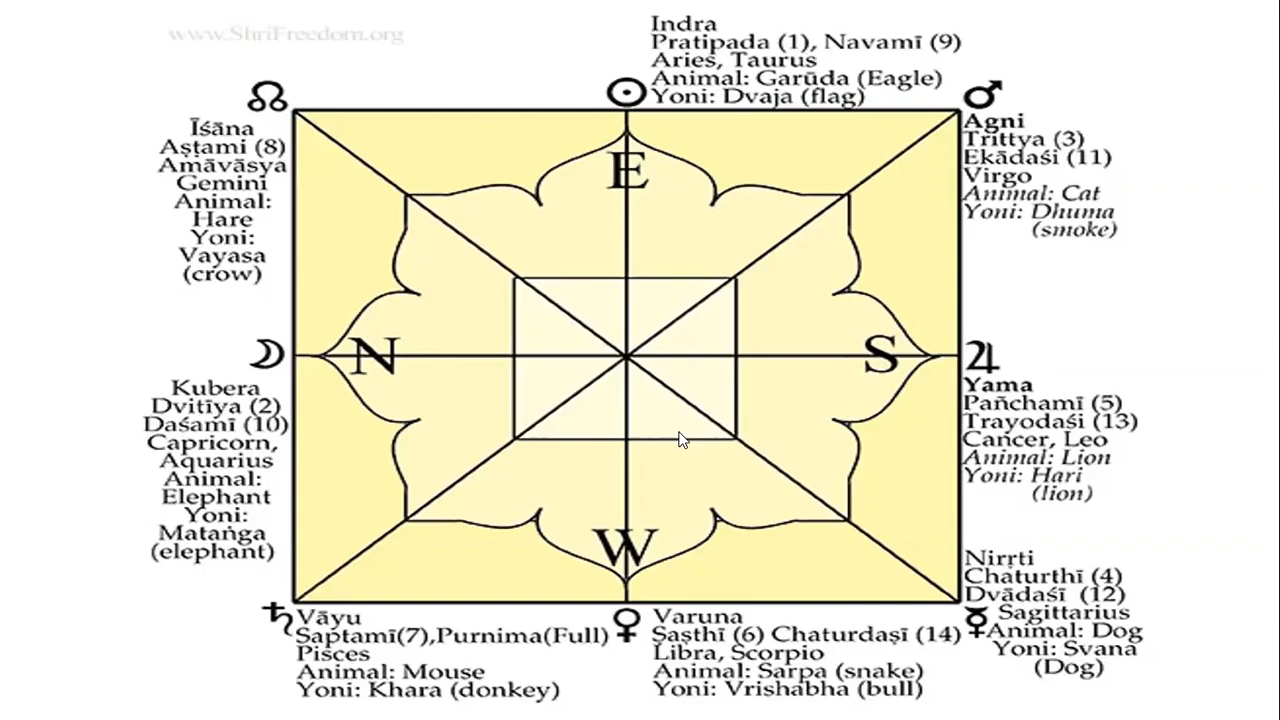 www.ShriFreedom.org
Indra
Pratipada (1), Navamī (9)
Aries, Taurus
Animal: Garūda (Eagle)
Yoni: Dvaja (flag)
Īśāna
Aṣṭami (8)
Amāvāsya
Gemini
Animal:
Hare
Yoni:
Vayasa
(crow)
E
Agni
Trittya (3)
Ekādaśi (11)
Virgo
Animal: Cat
Yoni: Dhuma
(smoke)
N
S
Kubera
Dvitīya (2)
Daśamī (10)
Capricorn,
Aquarius
Animal:
Elephant
Yoni:
Mataṅga
(elephant)
Yama
Pañchamī (5)
Trayodaśi (13)
Cancer, Leo
Animal: Lion
Yoni: Hari
(lion)
W
Nirṛti
Chaturthī (4)
Dvādaśī (12)
Sagittarius
Animal: Dog
Yoni: Svana
(Dog)
Vāyu
Saptamī(7),Purnima(Full)
Pisces
Animal: Mouse
Yoni: Khara (donkey)
Varuna
Ṣaṣthī (6) Chaturdaṣī (14)
Libra, Scorpio
Animal: Sarpa (snake)
Yoni: Vrishabha (bull)